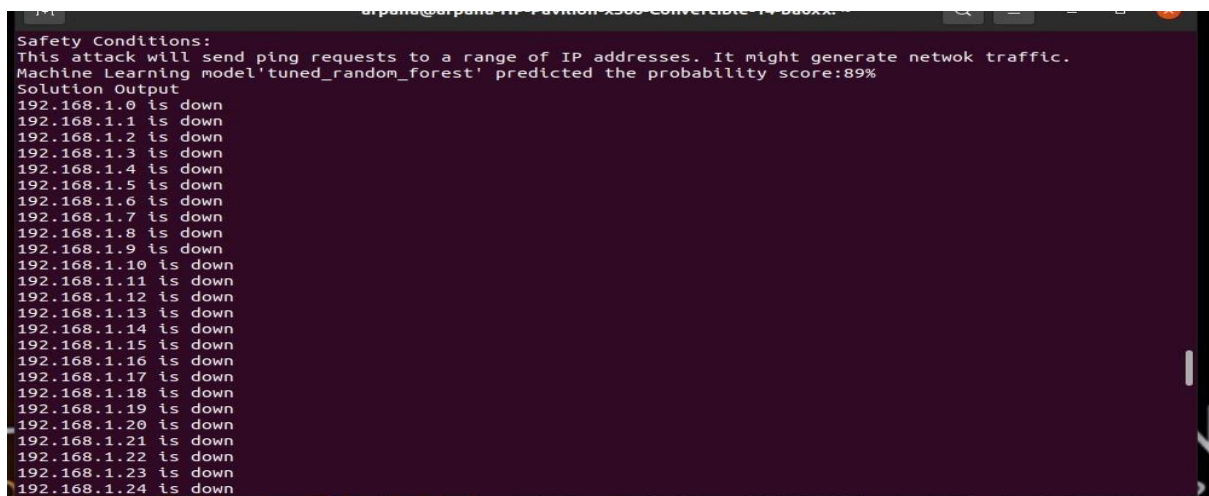 arpana@arpana-HP-Pavilion-x360-Convertible-14-ba0xx: ~
Safety Conditions:
This attack will send ping requests to a range of IP addresses. It might generate netwok traffic.
Machine Learning model'tuned_random_forest' predicted the probability score:89%
Solution Output
192.168.1.0 is down
192.168.1.1 is down
192.168.1.2 is down
192.168.1.3 is down
192.168.1.4 is down
192.168.1.5 is down
192.168.1.6 is down
192.168.1.7 is down
192.168.1.8 is down
192.168.1.9 is down
192.168.1.10 is down
192.168.1.11 is down
192.168.1.12 is down
192.168.1.13 is down
192.168.1.14 is down
192.168.1.15 is down
192.168.1.16 is down
192.168.1.17 is down
192.168.1.18 is down
192.168.1.19 is down
192.168.1.20 is down
192.168.1.21 is down
192.168.1.22 is down
192.168.1.23 is down
192.168.1.24 is down